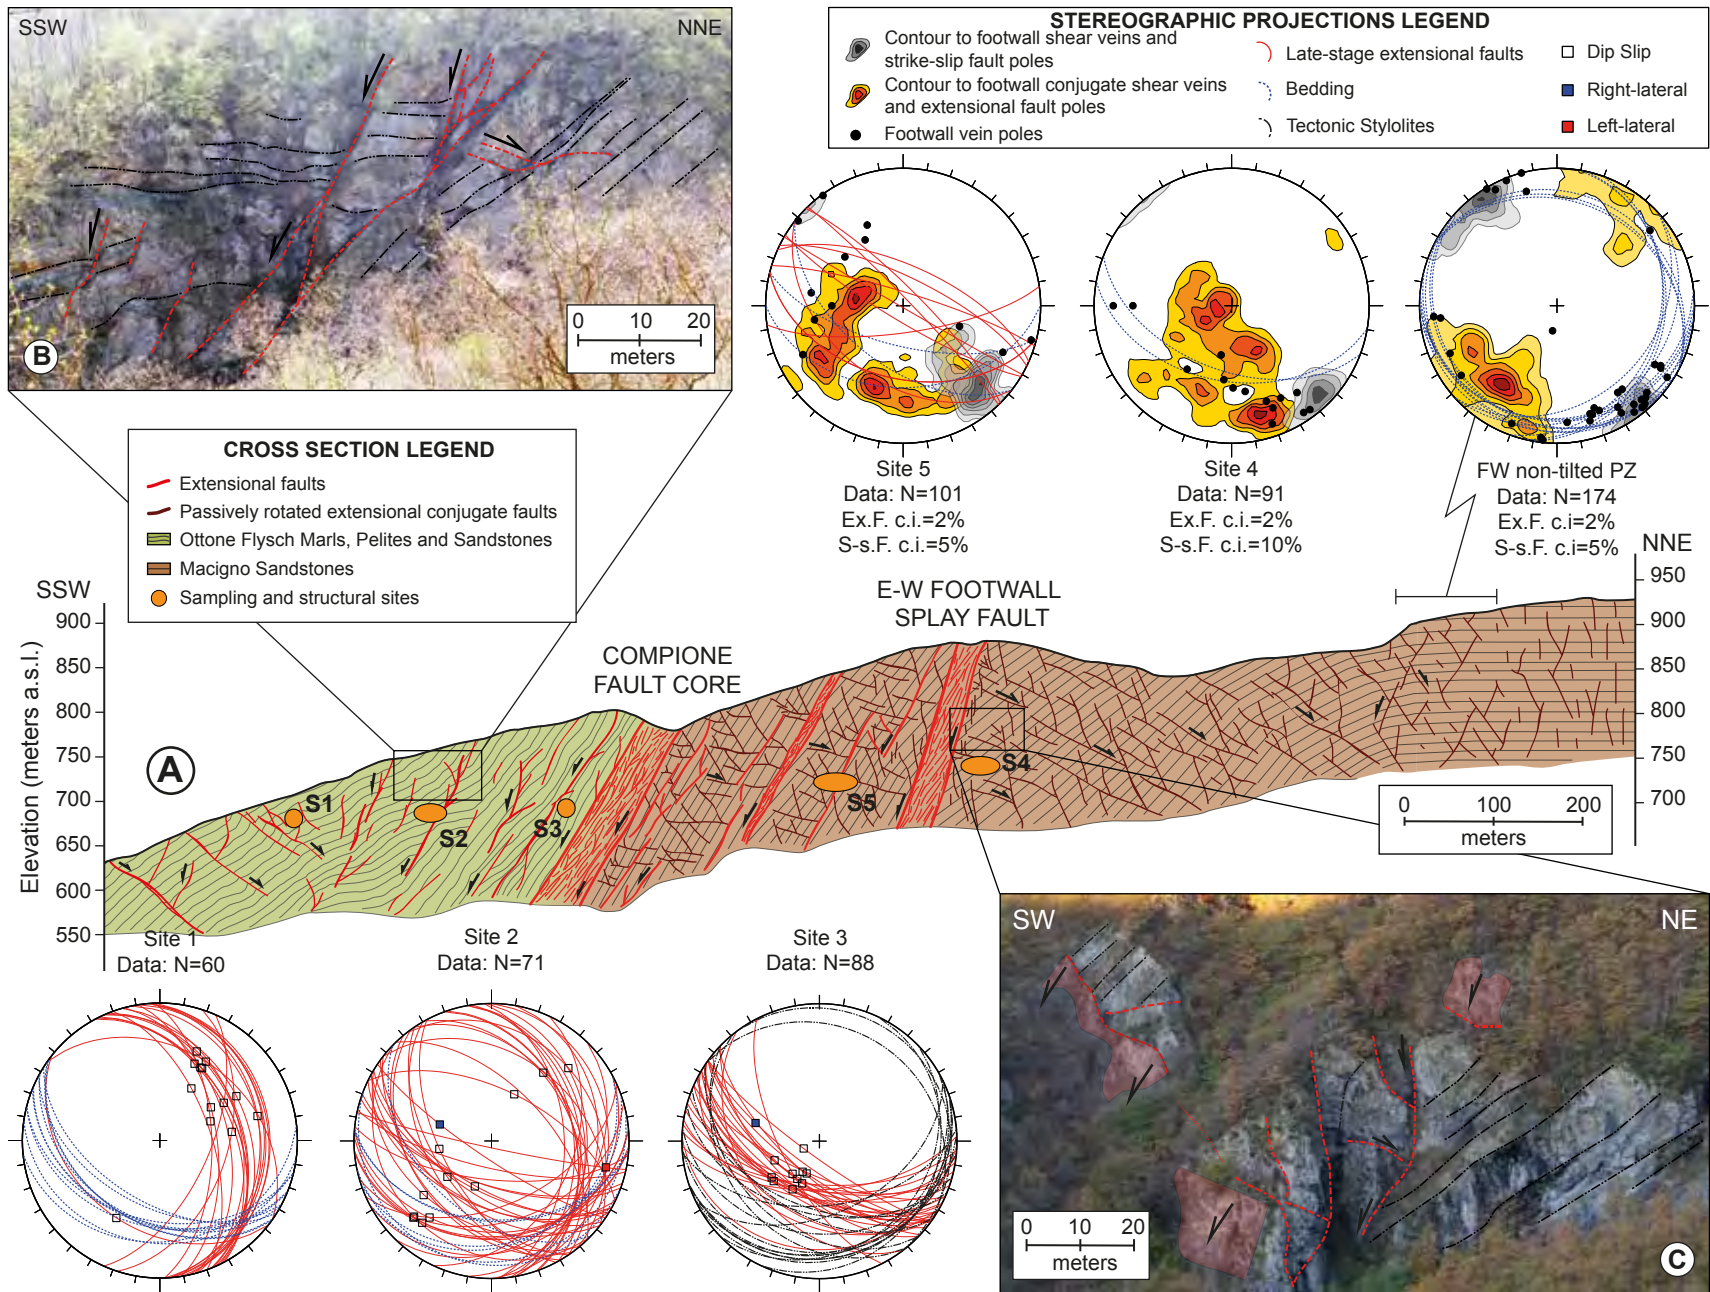 SSW
NNE
B
0 10 20
meters
STEREOGRAPHIC PROJECTIONS LEGEND
Contour to footwall shear veins and
strike-slip fault poles
Contour to footwall conjugate shear veins
and extensional fault poles
Footwall vein poles
Late-stage extensional faults
Bedding
Tectonic Stylolites
Dip Slip
Right-lateral
Left-lateral
Site 5
Data: N=101
Ex.F. c.i.=2%
S-s.F. c.i.=5%
Site 4
Data: N=91
Ex.F. c.i.=2%
S-s.F. c.i.=10%
FW non-tilted PZ
Data: N=174
Ex.F. c.i=2%
S-s.F. c.i=5%
CROSS SECTION LEGEND
Extensional faults
Passively rotated extensional conjugate faults
Ottone Flysch Marls, Pelites and Sandstones
Macigno Sandstones
Sampling and structural sites
SSW
NNE
Elevation (meters a.s.l.)
900
850
800
750
700
650
600
550
950
900
850
800
750
700
A
COMPIONE
FAULT CORE
E-W FOOTWALL
SPLAY FAULT
S1
S2
S3
S5
S4
0 100 200
meters
Site 1
Data: N=60
Site 2
Data: N=71
Site 3
Data: N=88
SW
NE
0 10 20
meters
C